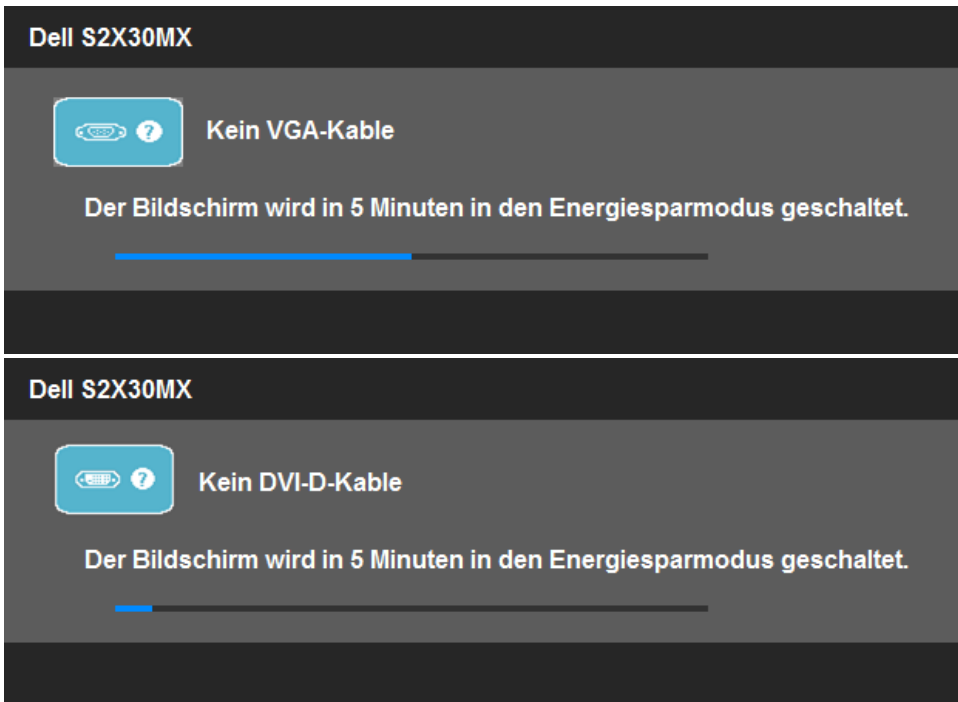 Dell S2X30MX
? Kein VGA-Kable
Der Bildschirm wird in 5 Minuten in den Energiesparmodus geschaltet.
Dell S2X30MX
? Kein DVI-D-Kable
Der Bildschirm wird in 5 Minuten in den Energiesparmodus geschaltet.